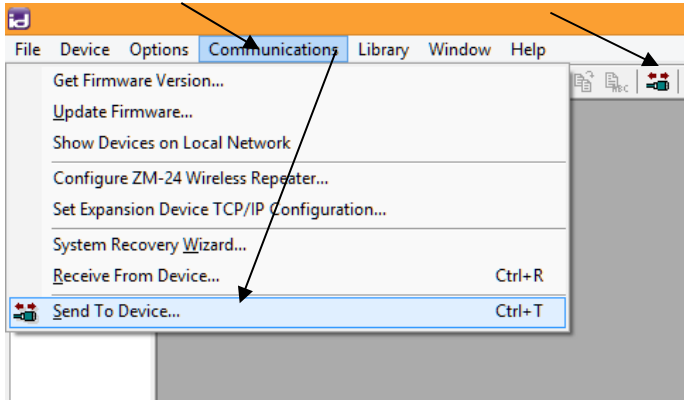 id
File Device Options Communications Library Window Help
Get Firmware Version...
Update Firmware...
Show Devices on Local Network
Configure ZM-24 Wireless Repeater...
Set Expansion Device TCP/IP Configuration...
System Recovery Wizard...
Receive From Device... Ctrl+R
Send To Device... Ctrl+T